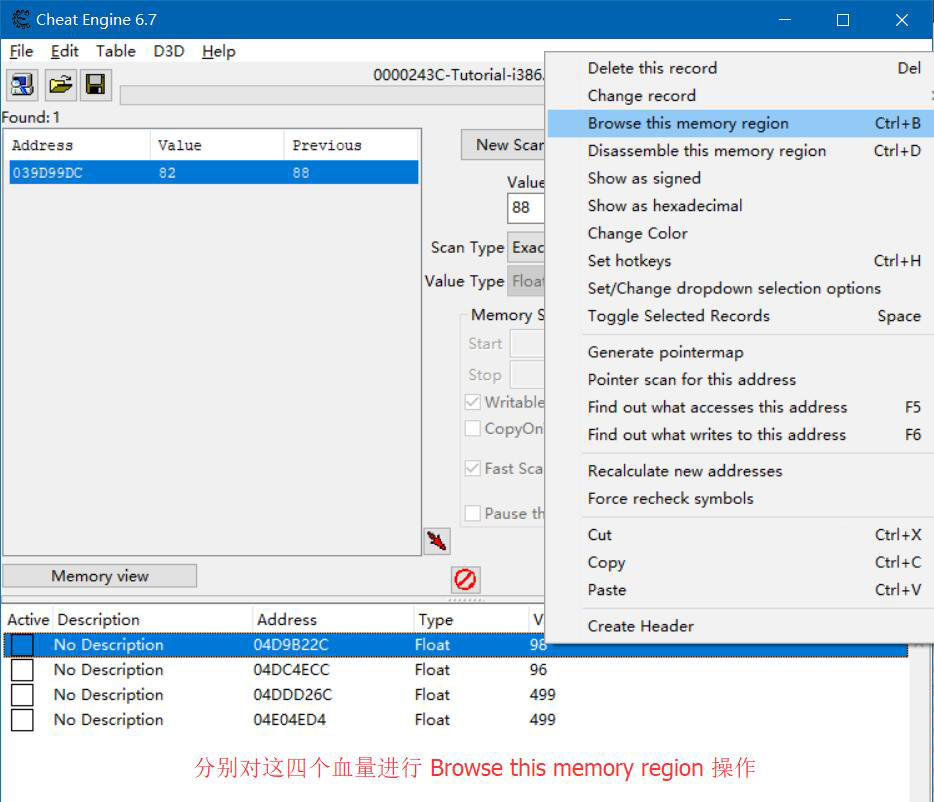 Cheat Engine 6.7
File Edit Table D3D Help
0000243C-Tutorial-i386.
Found: 1
Address Value Previous
039D99DC 82 88
New Scan
Value
88
Scan Type Exac
Value Type Float
Memory S
Start
Stop
Writable
CopyOn
Fast Sca
Pause th
Memory view
Delete this record Del
Change record
Browse this memory region Ctrl+B
Disassemble this memory region Ctrl+D
Show as signed
Show as hexadecimal
Change Color
Set hotkeys Ctrl+H
Set/Change dropdown selection options
Toggle Selected Records Space
Generate pointermap
Pointer scan for this address
Find out what accesses this address F5
Find out what writes to this address F6
Recalculate new addresses
Force recheck symbols
Cut Ctrl+X
Copy Ctrl+C
Paste Ctrl+V
Create Header
Active Description Address Type V
No Description 04D9B22C Float 98
No Description 04DC4ECC Float 96
No Description 04DDD26C Float 499
No Description 04E04ED4 Float 499
分别对这四个血量进行 Browse this memory region 操作